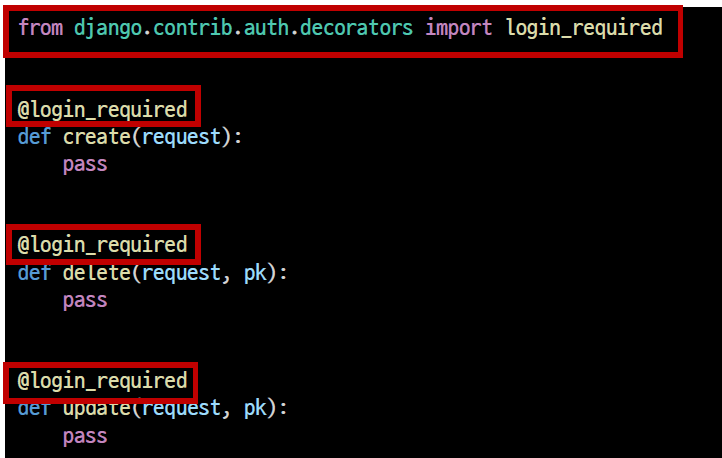 from django.contrib.auth.decorators import login_required
@login_required
def create(request):
    pass
@login_required
def delete(request, pk):
    pass
@login_required
def update(request, pk):
    pass